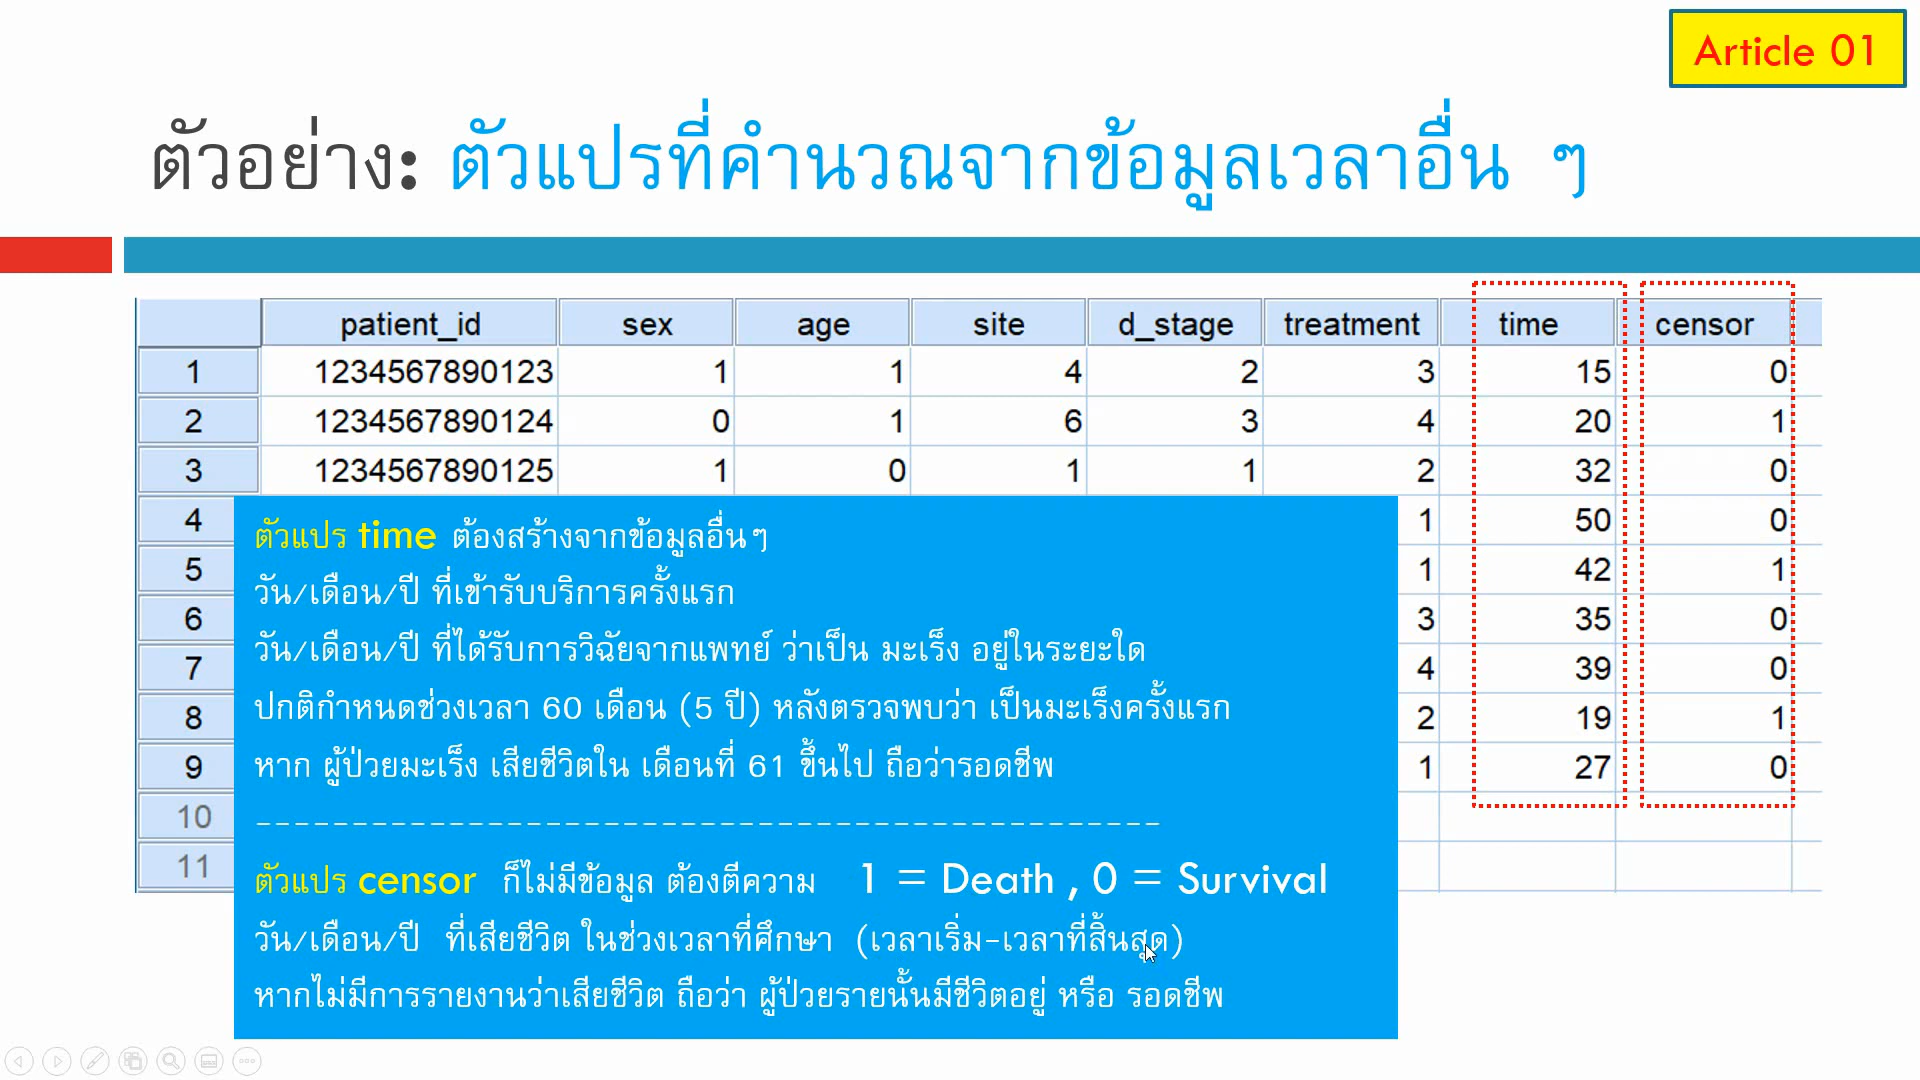 Article 01
ตัวอย่าง: ตัวแปรที่คำนวณจากข้อมูลเวลาอื่น ๆ
patient_id sex age site d_stage treatment time censor
1 1234567890123 1 1 4 2 3 15 0
2 1234567890124 0 1 6 3 4 20 1
3 1234567890125 1 0 1 1 2 32 0
4 1 50 0
5 1 42 1
6 3 35 0
7 4 39 0
8 2 19 1
9 1 27 0
10
11
ตัวแปร time ต้องสร้างจากข้อมูลอื่นๆ
วัน/เดือน/ปี ที่เข้ารับบริการครั้งแรก
วัน/เดือน/ปี ที่ได้รับการวิฉัยจากแพทย์ ว่าเป็น มะเร็ง อยู่ในระยะใด
ปกติกำหนดช่วงเวลา 60 เดือน (5 ปี) หลังตรวจพบว่า เป็นมะเร็งครั้งแรก
หาก ผู้ป่วยมะเร็ง เสียชีวิตใน เดือนที่ 61 ขึ้นไป ถือว่ารอดชีพ
------------------------------------------------
ตัวแปร censor ก็ไม่มีข้อมูล ต้องตีความ 1 = Death , 0 = Survival
วัน/เดือน/ปี ที่เสียชีวิต ในช่วงเวลาที่ศึกษา (เวลาเริ่ม-เวลาที่สิ้นสุด)
หากไม่มีการรายงานว่าเสียชีวิต ถือว่า ผู้ป่วยรายนั้นมีชีวิตอยู่ หรือ รอดชีพ